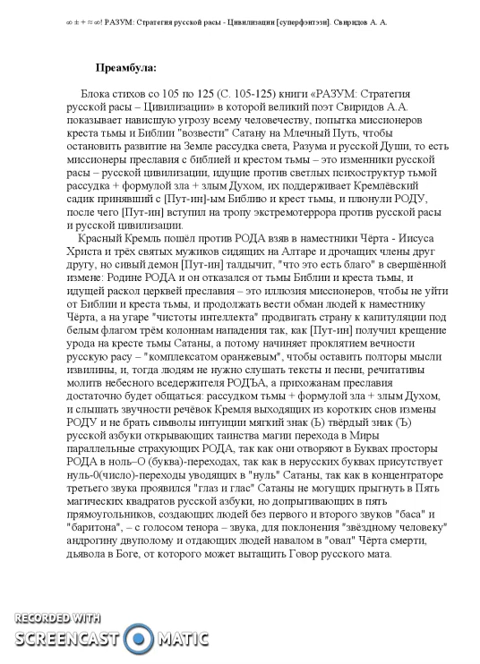 ∞ ± + ≈ ∞! РАЗУМ: Стратегия русской расы - Цивилизации [суперфэнтэзи]. Свиридов А. А.
Преамбула:
Блока стихов со 105 по 125 (С. 105-125) книги «РАЗУМ: Стратегия
русской расы – Цивилизации» в которой великий поэт Свиридов А.А.
показывает нависшую угрозу всему человечеству, попытка миссионеров
креста тьмы и Библии "возвести" Сатану на Млечный Путь, чтобы
остановить развитие на Земле рассудка света, Разума и русской Души, то есть
миссионеры преславия с библией и крестом тьмы – это изменники русской
расы – русской цивилизации, идущие против светлых психоструктур тьмой
рассудка + формулой зла + злым Духом, их поддерживает Кремлёвский
садик принявший с [Пут-ин]-ым Библию и крест тьмы, и плюнули РОДУ,
после чего [Пут-ин] вступил на тропу экстремотеррора против русской расы
и русской цивилизации.
Красный Кремль пошёл против РОДА взяв в наместники Чёрта - Иисуса
Христа и трёх святых мужиков сидящих на Алтаре и дрочащих члены друг
другу, но сивый демон [Пут-ин] талдычит, "что это есть благо" в свершённой
измене: Родине РОДА и он отказался от тьмы Библии и креста тьмы, и
идущей раскол церквей преславия – это иллюзия миссионеров, чтобы не уйти
от Библии и креста тьмы, и продолжать вести обман людей к наместнику
Чёрта, а на угаре "чистоты интеллекта" продвигать страну к капитуляции под
белым флагом трём колоннам нападения так, как [Пут-ин] получил крещение
урода на кресте тьмы Сатаны, а потому начиняет проклятием вечности
русскую расу – "комплексатом оранжевым", чтобы оставить полторы мысли
извилины, и, тогда людям не нужно слушать тексты и песни, речитативы
молитв небесного вседержителя РОДЪА, а прихожанам преславия
достаточно будет общаться: рассудком тьмы + формулой зла + злым Духом,
и слышать звучности речёвок Кремля выходящих из коротких снов измены
РОДУ и не брать символы интуиции мягкий знак (Ь) твёрдый знак (Ъ)
русской азбуки открывающих таинства магии перехода в Миры
параллельные страхующих РОДА, так как они отворяют в Буквах просторы
РОДА в ноль–О (буква)-переходах, так как в нерусских буквах присутствует
нуль-0(число)-переходы уводящих в "нуль" Сатаны, так как в концентраторе
третьего звука проявился "глаз и глас" Сатаны не могущих прыгнуть в Пять
магических квадратов русской азбуки, но допрыгивающих в пять
прямоугольников, создающих людей без первого и второго звуков "баса" и
"баритона", – с голосом тенора – звука, для поклонения "звёздному человеку"
андрогину двуполому и отдающих людей навалом в "овал" Чёрта смерти,
дьявола в Боге, от которого может вытащить Говор русского мата.
RECORDED WITH
SCREENCAST MATIC